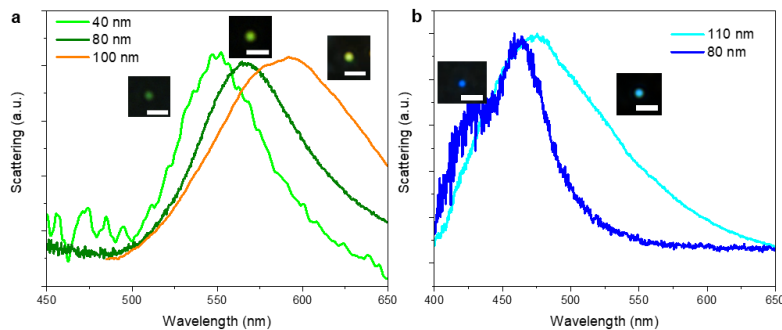 a
40 nm
80 nm
100 nm
Scattering (a.u.)
450 500 550 600 650
Wavelength (nm)
b
110 nm
80 nm
Scattering (a.u.)
400 450 500 550 600 650
Wavelength (nm)